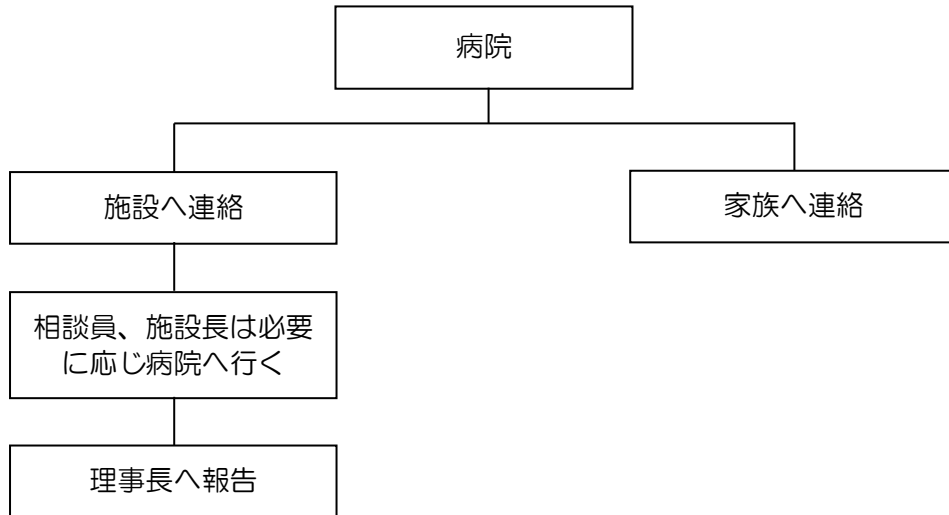 病院
施設へ連絡
家族へ連絡
相談員、施設長は必要
に応じ病院へ行く
理事長へ報告